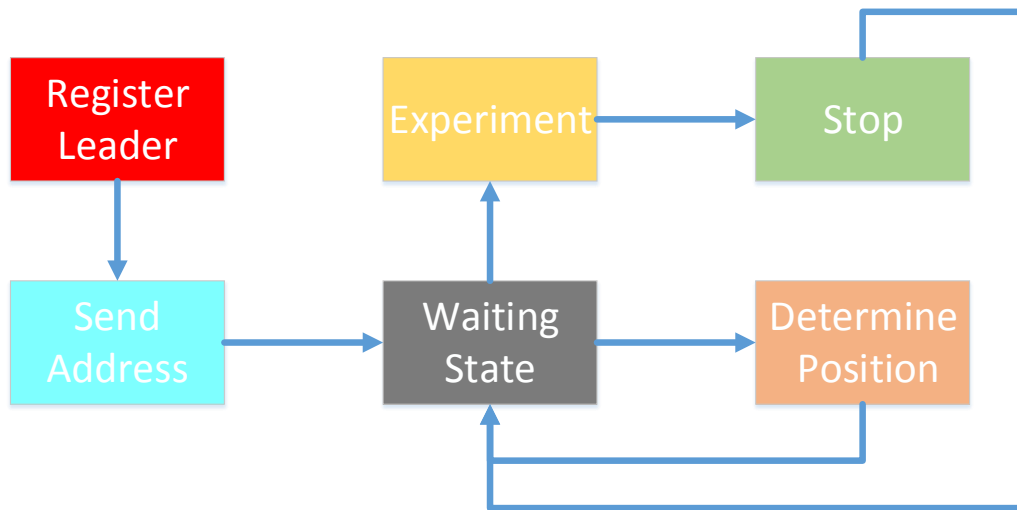 Register
Leader
Experiment
Stop
Send
Address
Waiting
State
Determine
Position